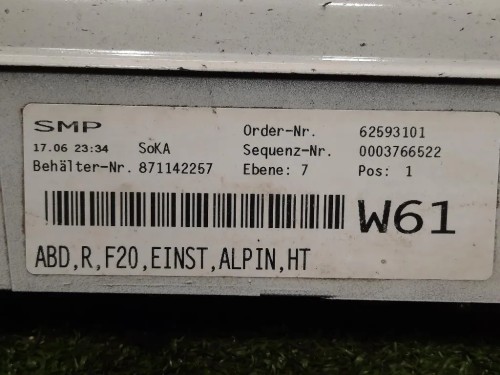 SMP
Order-Nr. 62593101
17.06 23:34 SoKA Sequenz-Nr. 0003766522
Behälter-Nr. 871142257 Ebene: 7 Pos: 1
W61
ABD,R,F20,EINST,ALPIN,HT